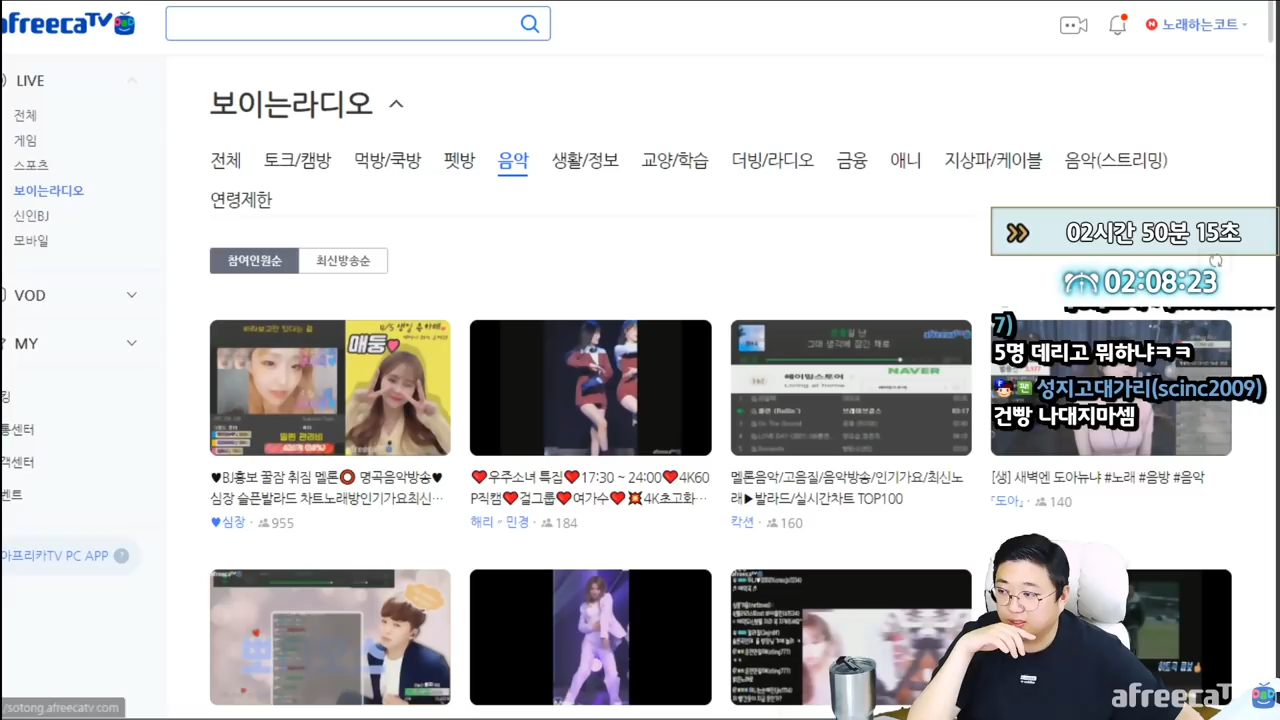 afreecaTV
노래하는코트
LIVE
전체
게임
스포츠
보이는라디오
신인BJ
모바일
VOD
MY
아프리카TV PC APP
/sotong.afreecatv.com
보이는라디오
전체 토크/캠방 먹방/쿡방 펫방 음악 생활/정보 교양/학습 더빙/라디오 금융 애니 지상파/케이블 음악(스트리밍)
연령제한
참여인원순 최신방송순
02시간 50분 15초
02:08:23
7)
5명 데리고 뭐하냐ㅋㅋ
성지고대가리(scinc2009)
건빵 나대지마셈
매둥
밀린 관리비
NAVER
♥BJ홍보 꿀잠 취짐 멜론⭕ 명곡음악방송♥
심장 슬픈발라드 차트노래방인기가요최신…
♥심장 · 955
❤️우주소녀 특집❤️17:30 ~ 24:00❤️4K60
P직캠❤️걸그룹❤️여가수❤️💥4K초고화…
해리 - 민경 · 184
멜론음악/고음질/음악방송/인기가요/최신노
래▶발라드/실시간차트 TOP100
칵션 · 160
[생] 새벽엔 도아뉴냐 #노래 #음방 #음악
『도아』 · 140
afreecaTV